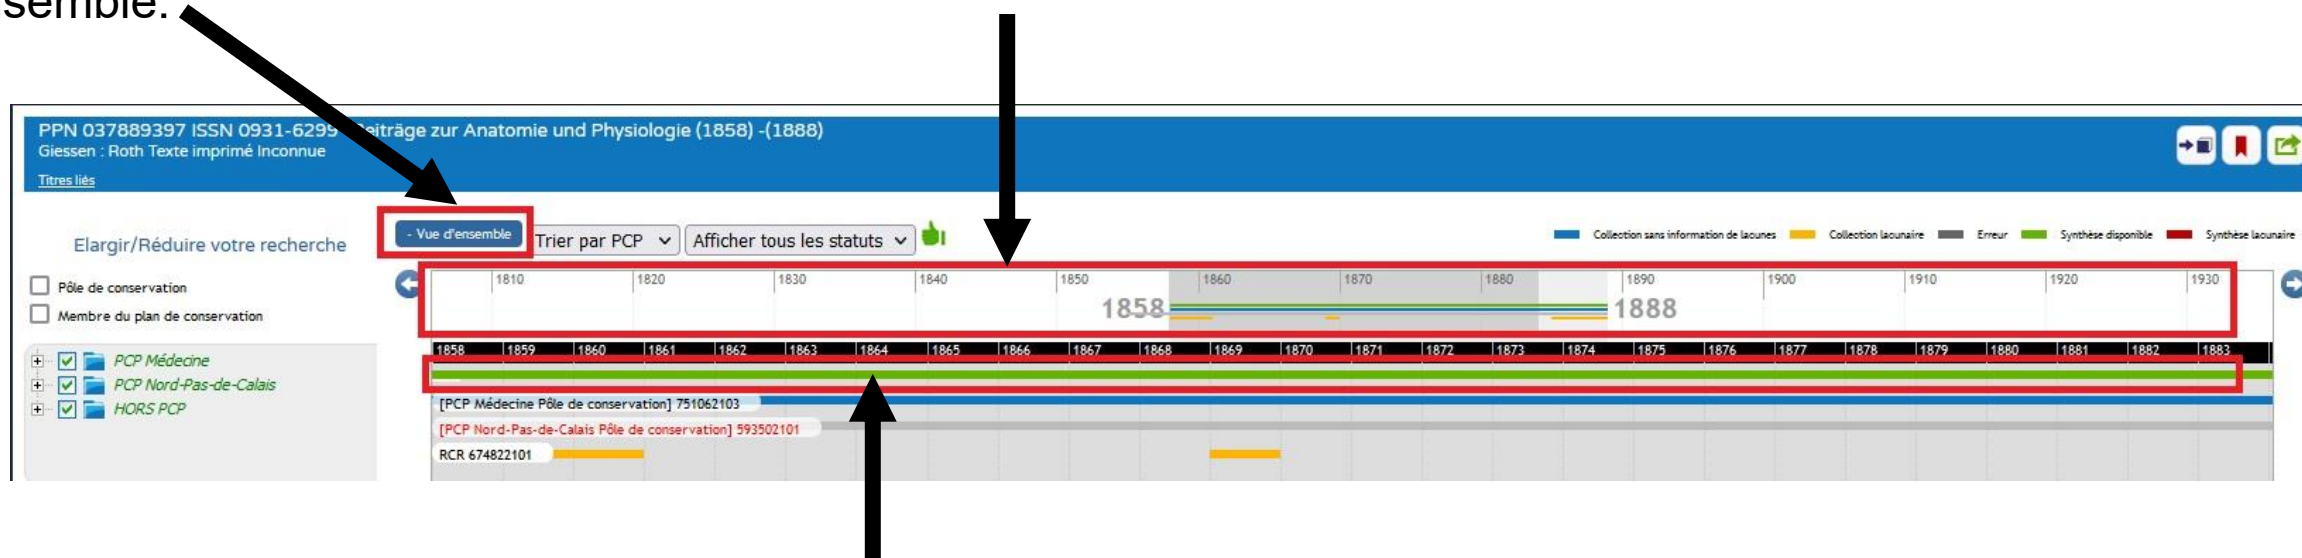 semble.
PPN 037889397 ISSN 0931-6299 Beiträge zur Anatomie und Physiologie (1858) -(1888)
Giessen : Roth Texte imprimé Inconnue
Titres liés
Elargir/Réduire votre recherche
- Vue d'ensemble Trier par PCP Afficher tous les statuts
Collection sans information de lacunes Collection lacunaire Erreur Synthèse disponible Synthèse lacunaire
Pôle de conservation
Membre du plan de conservation
1810 1820 1830 1840 1850 1860 1870 1880 1890 1900 1910 1920 1930
1858 1888
PCP Médecine
PCP Nord-Pas-de-Calais
HORS PCP
1858 1859 1860 1861 1862 1863 1864 1865 1866 1867 1868 1869 1870 1871 1872 1873 1874 1875 1876 1877 1878 1879 1880 1881 1882 1883
[PCP Médecine Pôle de conservation] 751062103
[PCP Nord-Pas-de-Calais Pôle de conservation] 593502101
RCR 674822101